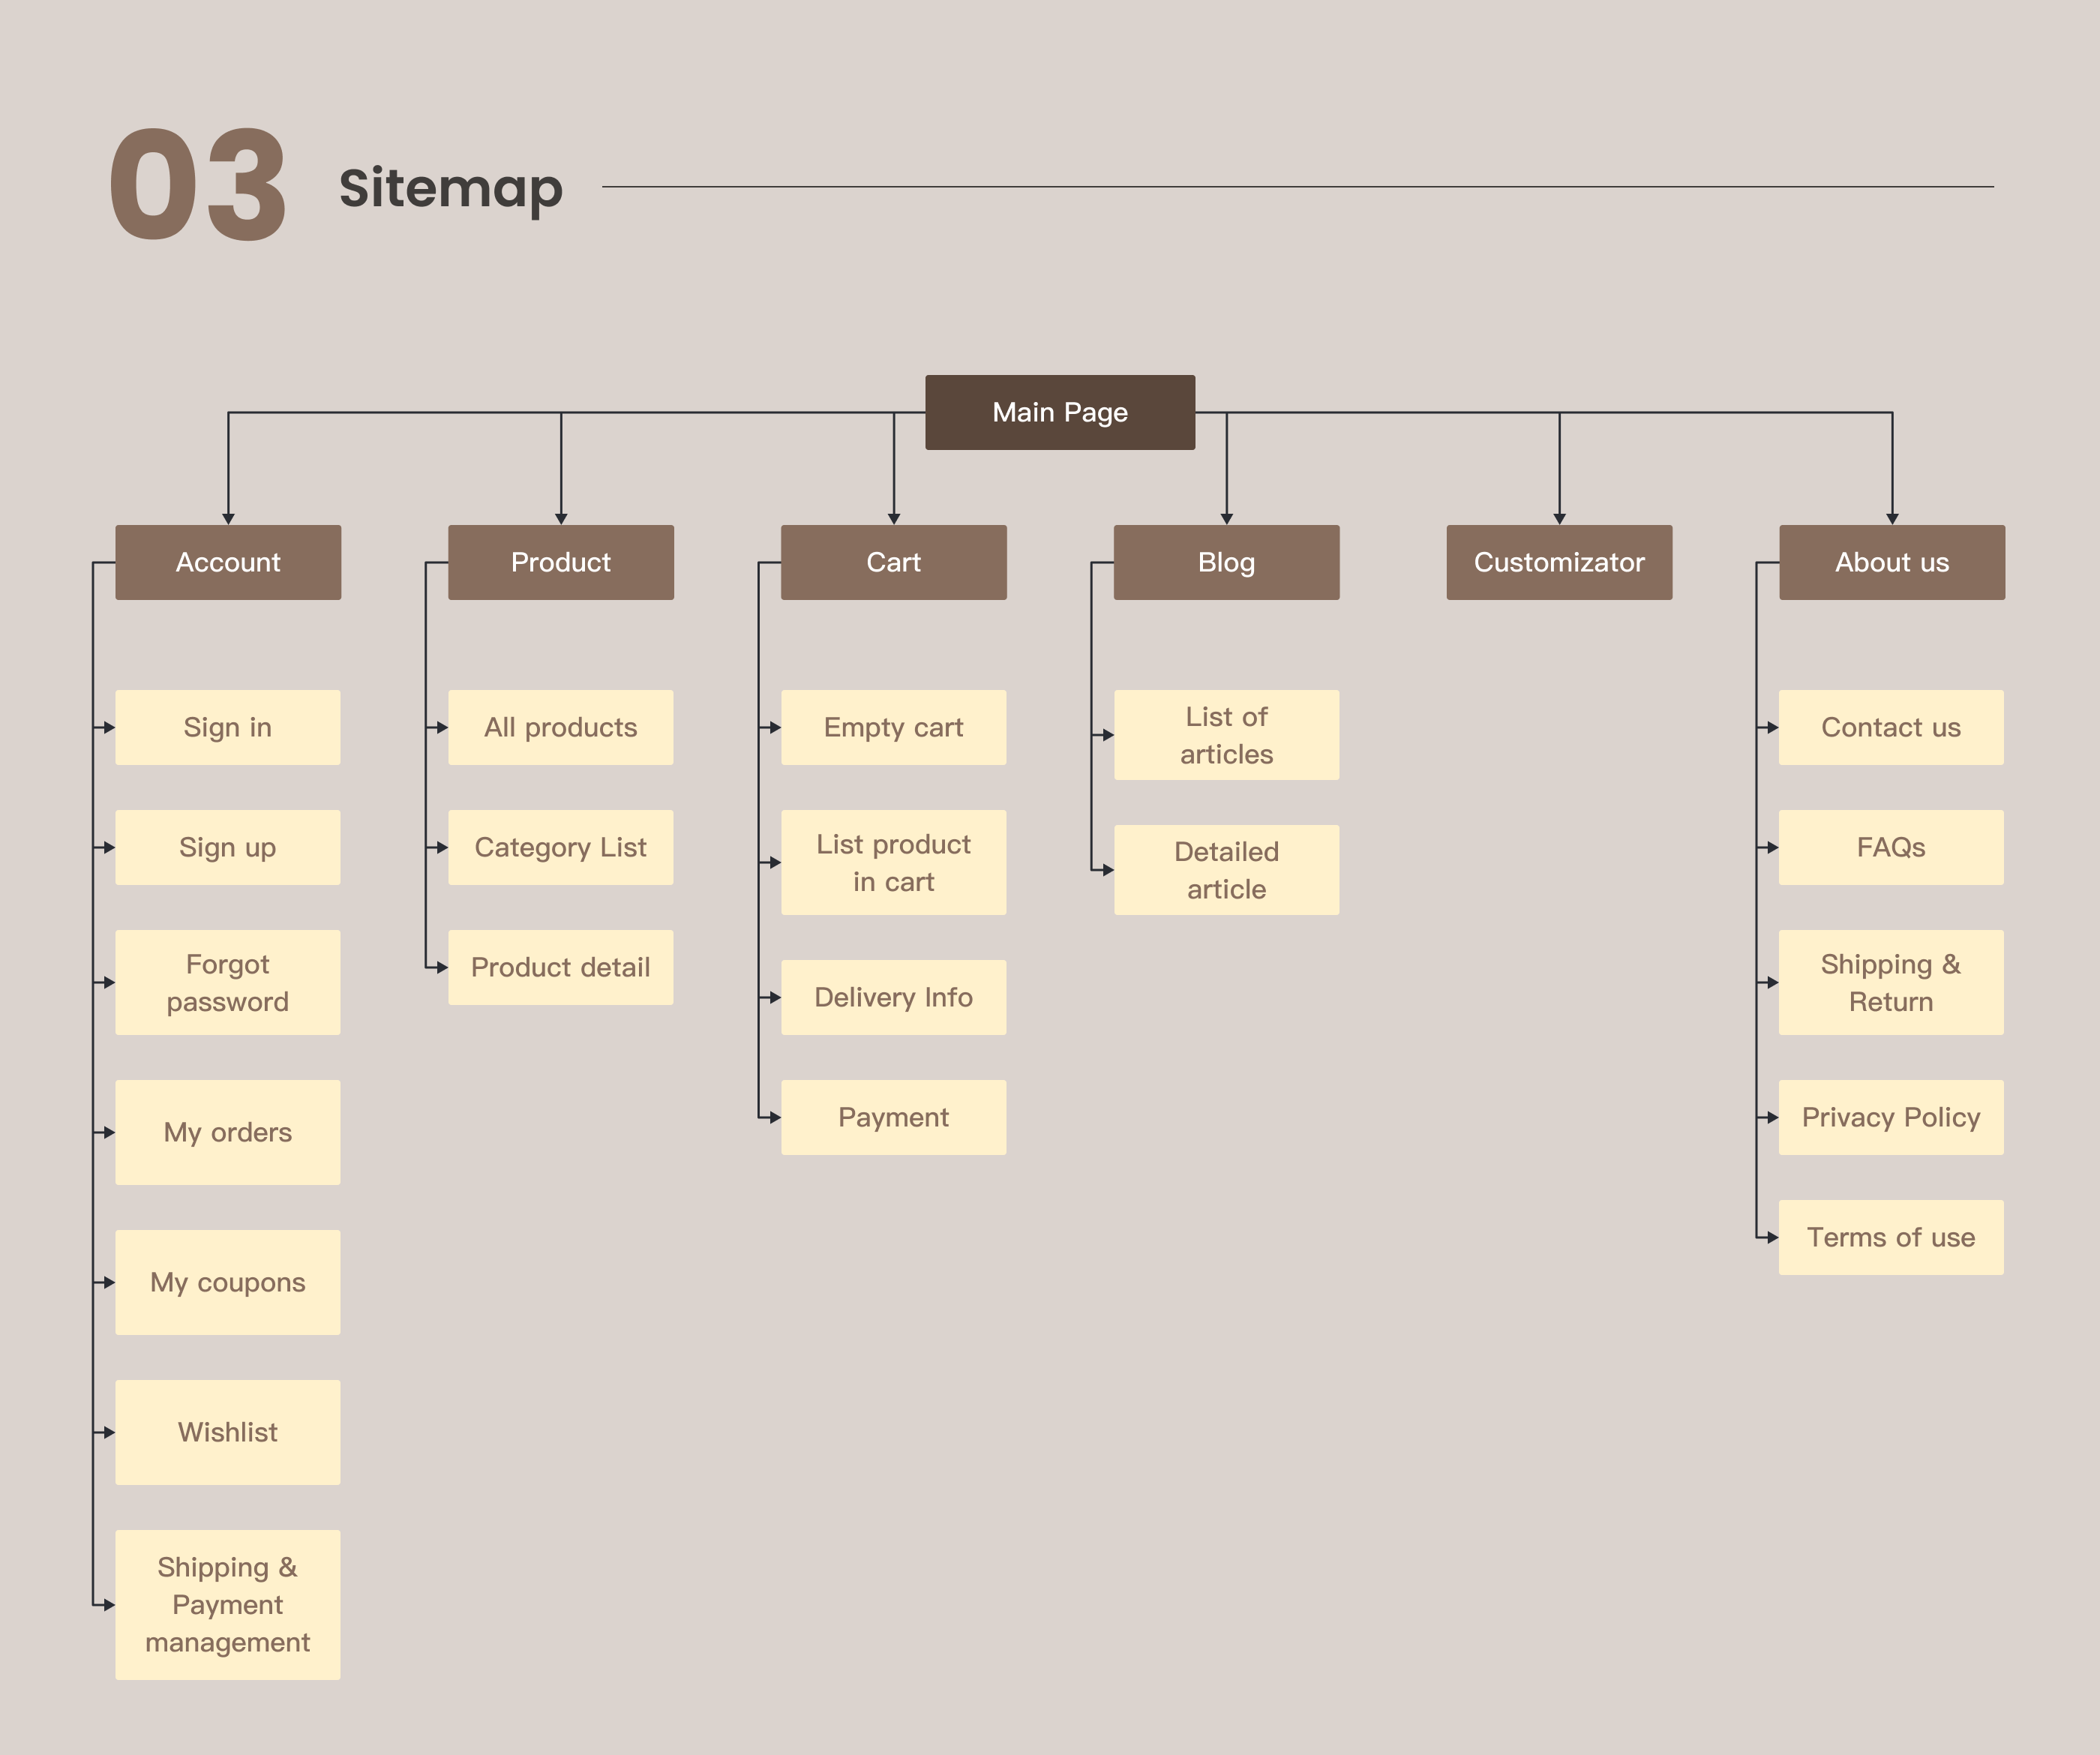 03 Sitemap
Main Page
Account
Product
Cart
Blog
Customizator
About us
Sign in
Sign up
Forgot
password
My orders
My coupons
Wishlist
Shipping &
Payment
management
All products
Category List
Product detail
Empty cart
List product
in cart
Delivery Info
Payment
List of
articles
Detailed
article
Contact us
FAQs
Shipping &
Return
Privacy Policy
Terms of use